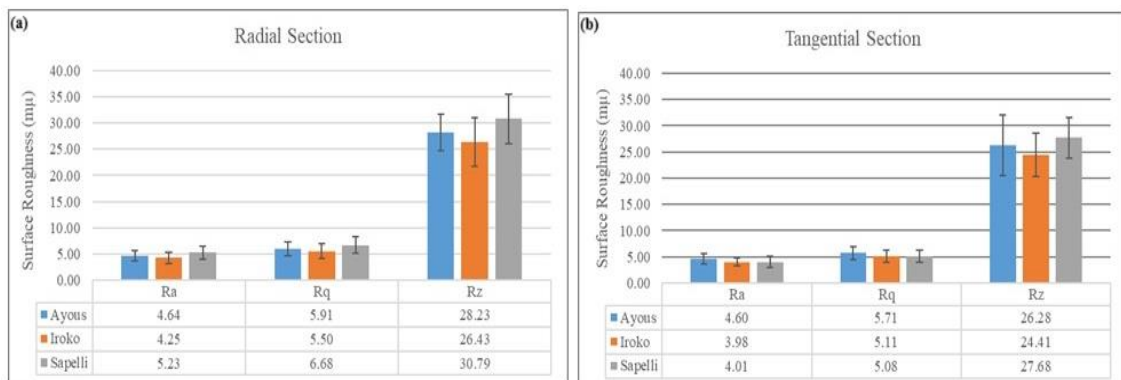 (a)
Radial Section
Surface Roughness (mµ)
40.00
35.00
30.00
25.00
20.00
15.00
10.00
5.00
0.00
Ra Rq Rz
Ayous 4.64 5.91 28.23
Iroko 4.25 5.50 26.43
Sapelli 5.23 6.68 30.79
(b)
Tangential Section
Surface Roughness (mµ)
40.00
35.00
30.00
25.00
20.00
15.00
10.00
5.00
0.00
Ra Rq Rz
Ayous 4.60 5.71 26.28
Iroko 3.98 5.11 24.41
Sapelli 4.01 5.08 27.68